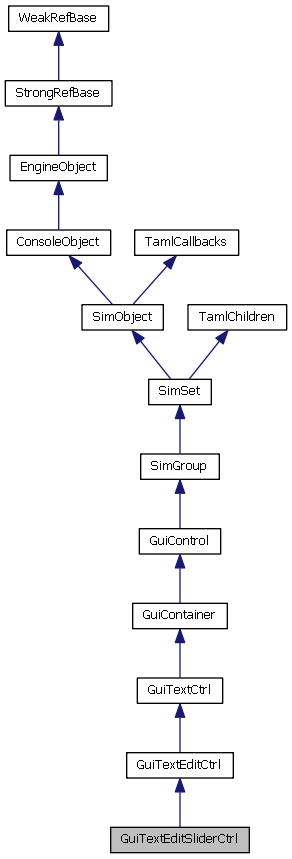 WeakRefBase
StrongRefBase
EngineObject
ConsoleObject
TamlCallbacks
SimObject
TamlChildren
SimSet
SimGroup
GuiControl
GuiContainer
GuiTextCtrl
GuiTextEditCtrl
GuiTextEditSliderCtrl